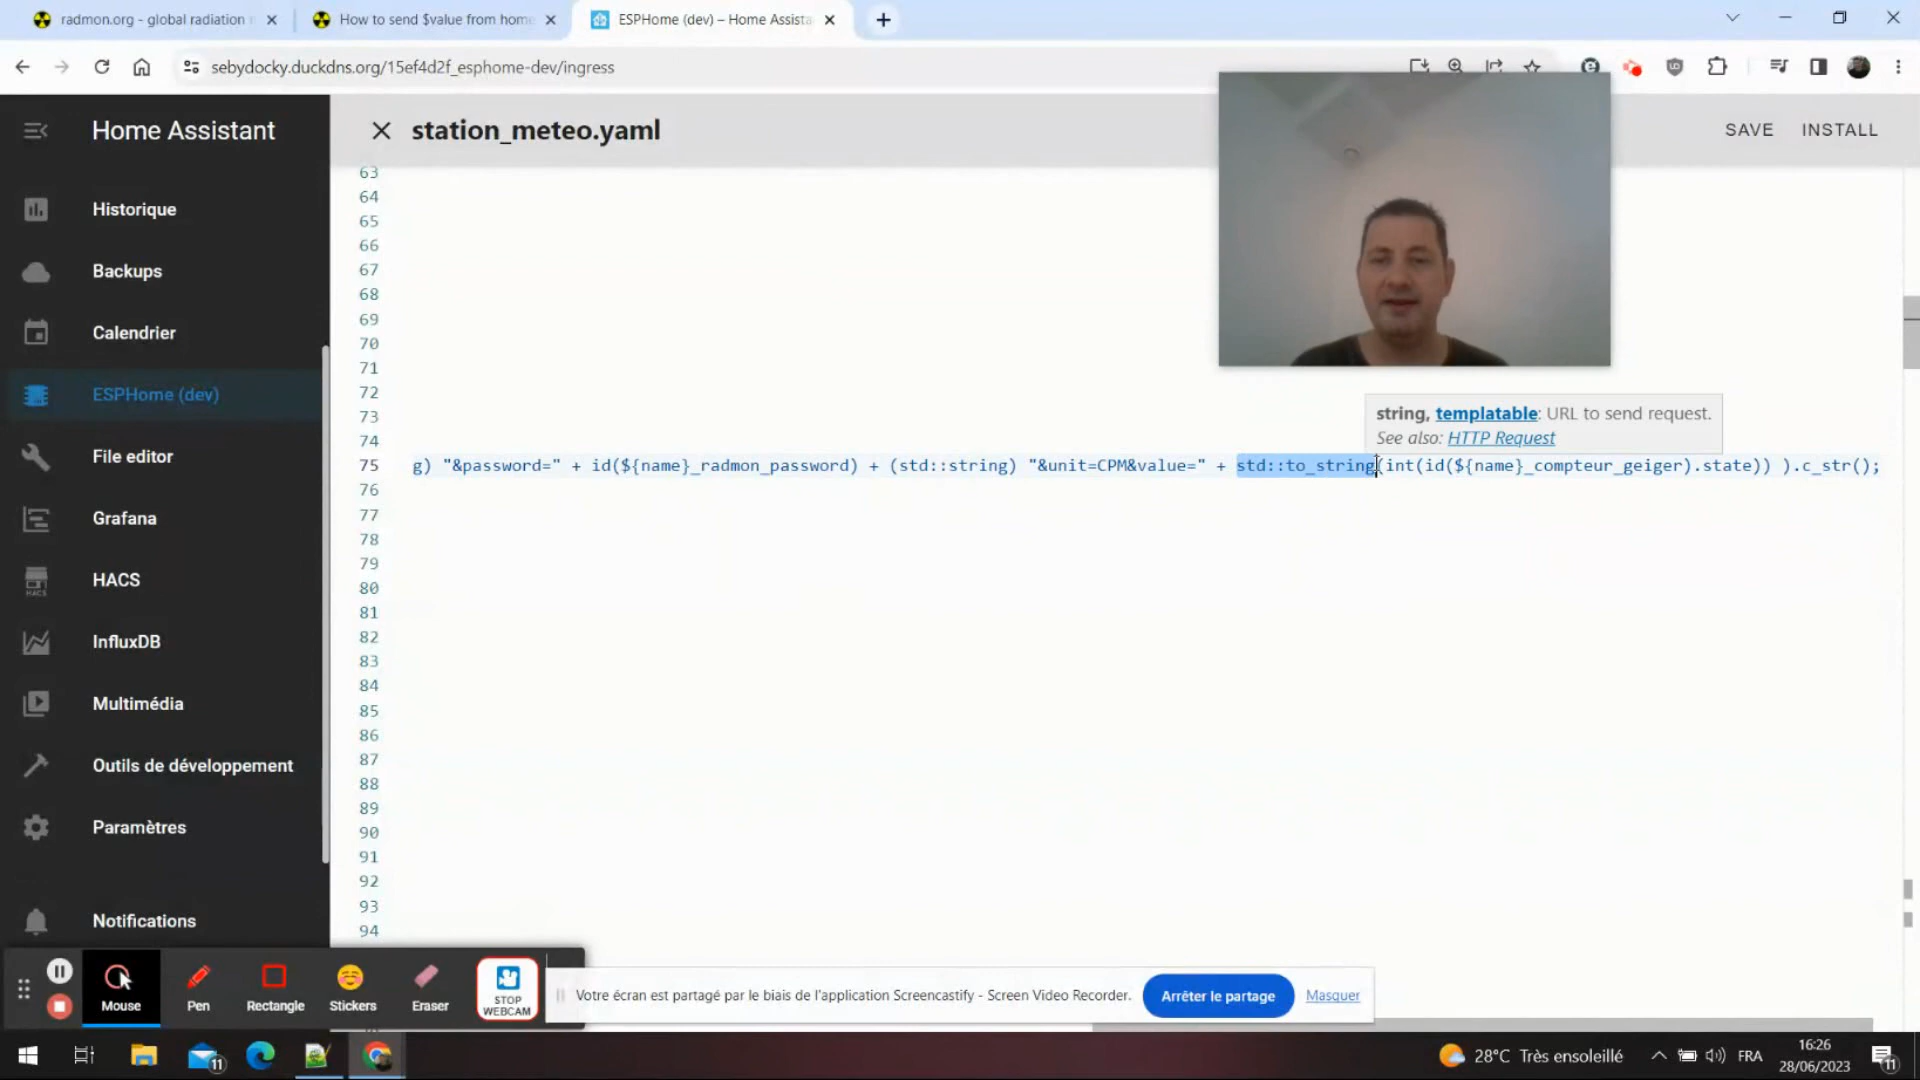 radmon.org - global radiation
How to send $value from home
ESPHome (dev) – Home Assista
sebydocky.duckdns.org/15ef4d2f_esphome-dev/ingress
Home Assistant
station_meteo.yaml
SAVE
INSTALL
Historique
Backups
Calendrier
ESPHome (dev)
File editor
Grafana
HACS
InfluxDB
Multimédia
Outils de développement
Paramètres
Notifications
63
64
65
66
67
68
69
70
71
72
73
74
string, templatable: URL to send request.
See also: HTTP Request
75 g) "&password=" + id(${name}_radmon_password) + (std::string) "&unit=CPM&value=" + std::to_string(int(id(${name}_compteur_geiger).state)) ).c_str();
76
77
78
79
80
81
82
83
84
85
86
87
88
89
90
91
92
93
94
Mouse
Pen
Rectangle
Stickers
Eraser
STOP
WEBCAM
Votre écran est partagé par le biais de l'application Screencastify - Screen Video Recorder.
Arrêter le partage
Masquer
11
28°C Très ensoleillé
FRA
16:26
28/06/2023
11